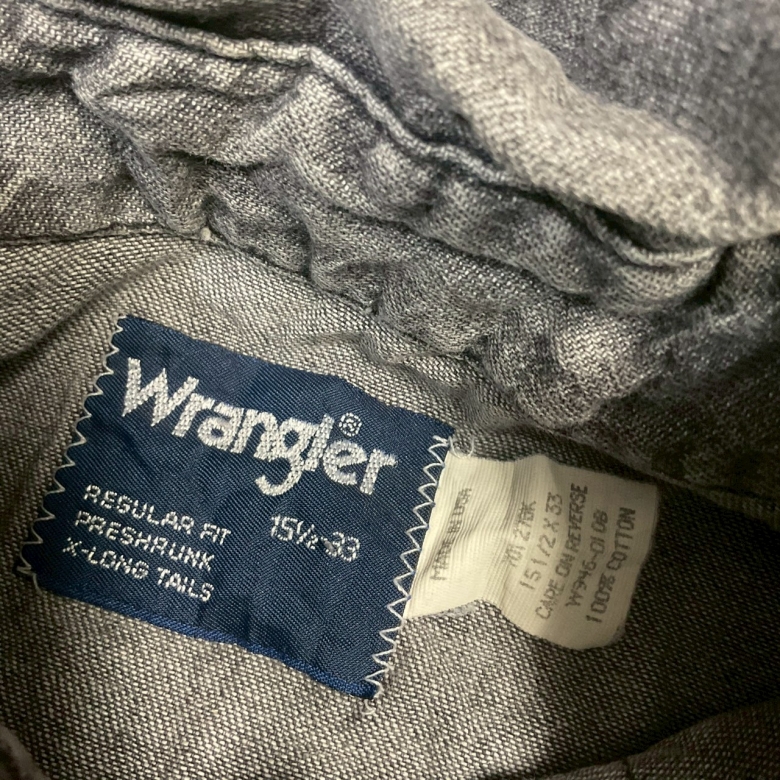 Wrangler®
REGULAR FIT
PRESHRUNK
X-LONG TAILS
15½-33
MADE IN USA
15 1/2 X 33
CARE ON REVERSE
W946-0108
100% COTTON